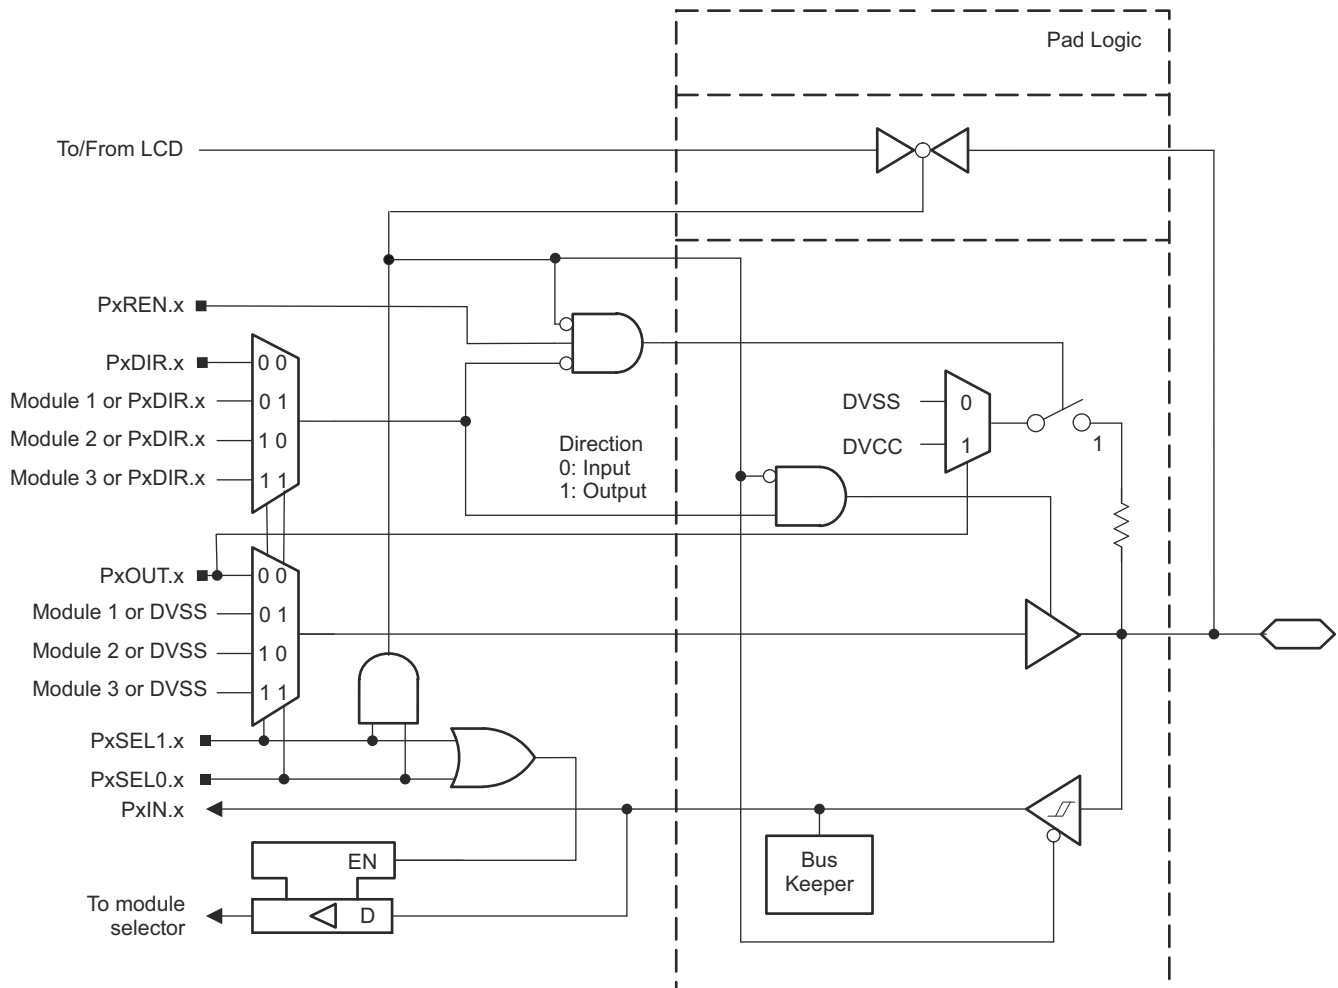 Pad Logic
To/From LCD
PxREN.x
PxDIR.x
0 0
Module 1 or PxDIR.x
0 1
Module 2 or PxDIR.x
1 0
Module 3 or PxDIR.x
1 1
Direction
0: Input
1: Output
DVSS
0
DVCC
1
1
PxOUT.x
0 0
Module 1 or DVSS
0 1
Module 2 or DVSS
1 0
Module 3 or DVSS
1 1
PxSEL1.x
PxSEL0.x
PxIN.x
EN
D
To module
selector
Bus
Keeper